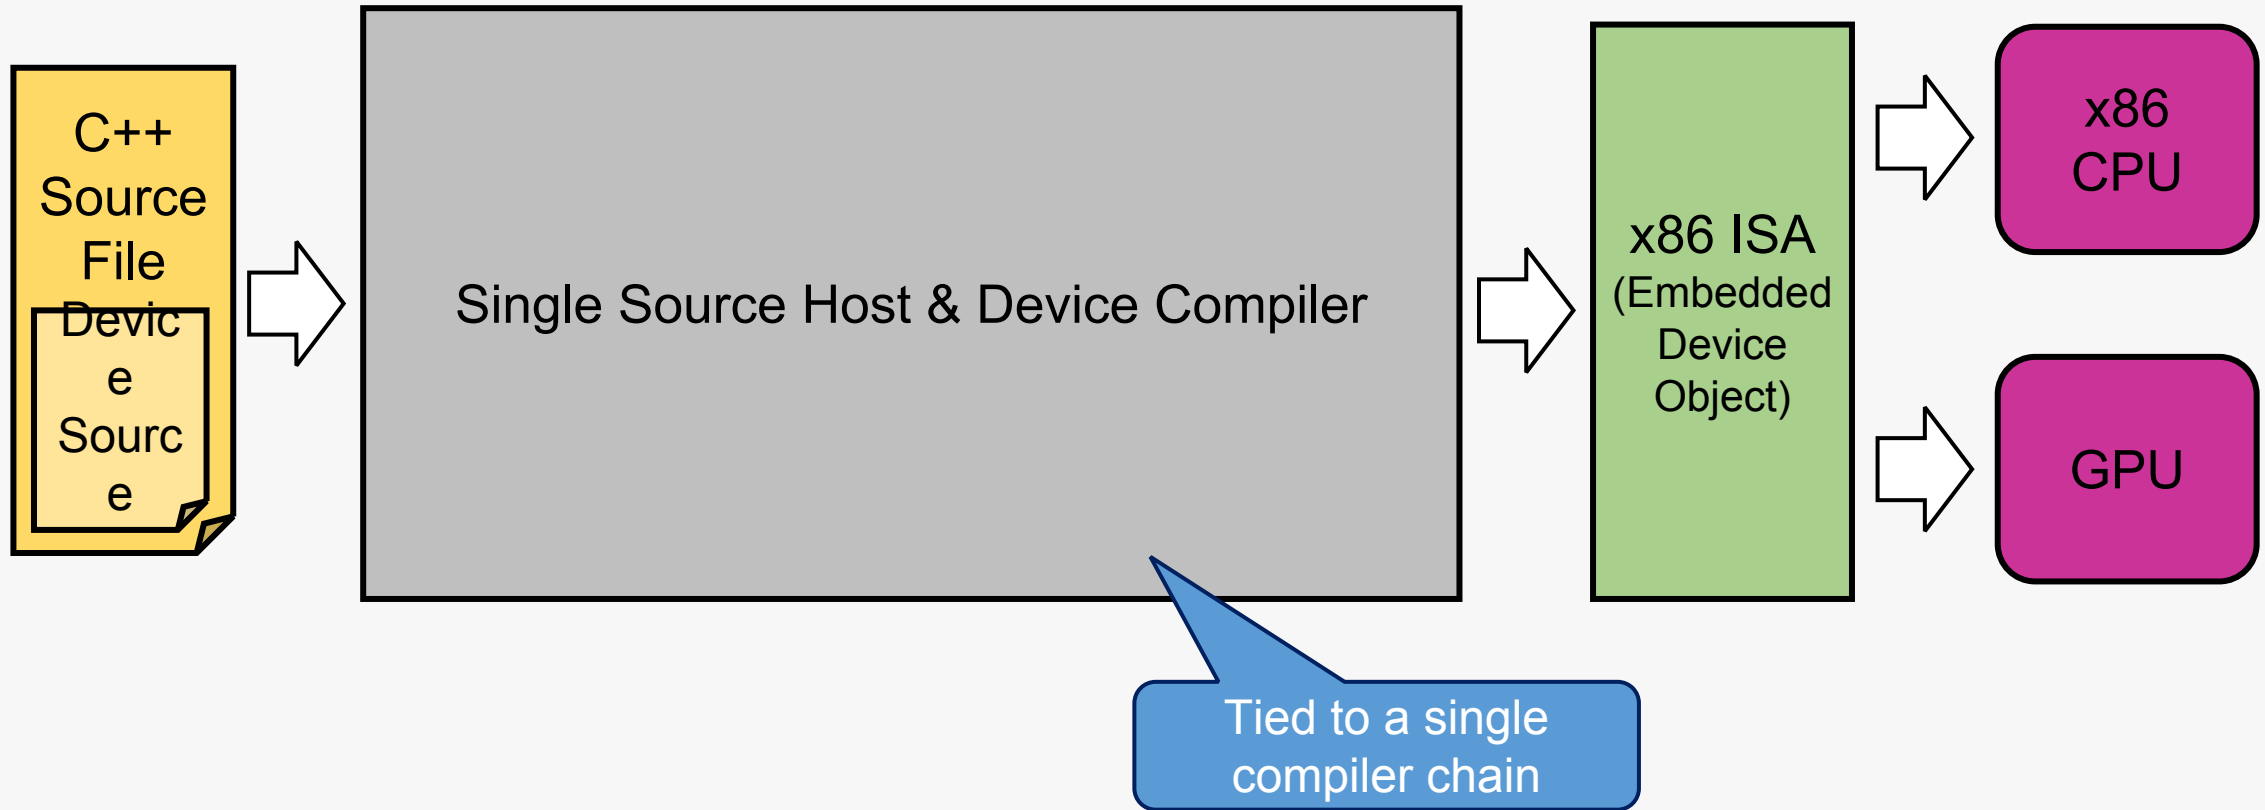 C++
Source
File
Devic
e
Sourc
e
Single Source Host & Device Compiler
x86 ISA
(Embedded
Device
Object)
x86
CPU
GPU
Tied to a single
compiler chain